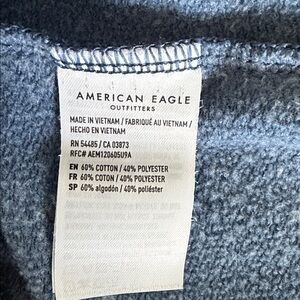 AMERICAN EAGLE
OUTFITTERS
MADE IN VIETNAM / FABRIQUÉ AU VIETNAM /
HECHO EN VIETNAM
RN 54485 / CA 03873
RFC# AEM120605U9A
EN 60% COTTON / 40% POLYESTER
FR 60% COTON / 40% POLYESTER
SP 60% algodón / 40% poliéster